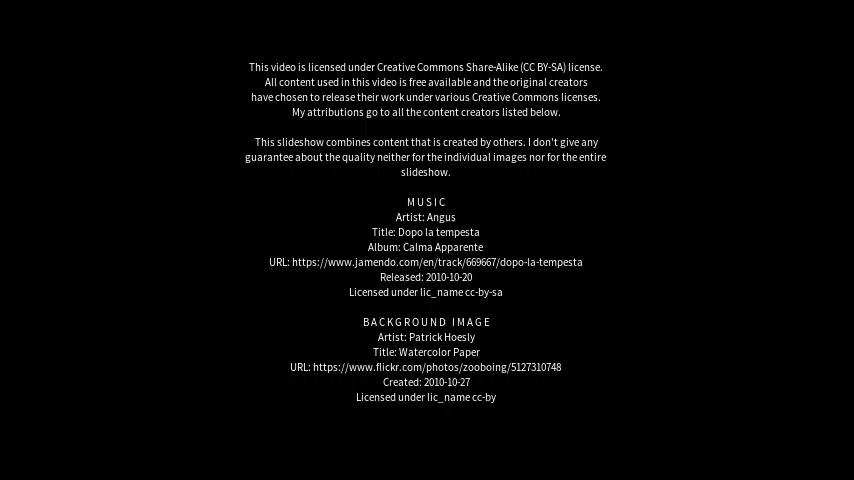 This video is licensed under Creative Commons Share-Alike (CC BY-SA) license.
All content used in this video is free available and the original creators
have chosen to release their work under various Creative Commons licenses.
My attributions go to all the content creators listed below.
This slideshow combines content that is created by others. I don't give any
guarantee about the quality neither for the individual images nor for the entire
slideshow.
MUSIC
Artist: Angus
Title: Dopo la tempesta
Album: Calma Apparente
URL: https://www.jamendo.com/en/track/669667/dopo-la-tempesta
Released: 2010-10-20
Licensed under lic_name cc-by-sa
BACKGROUND IMAGE
Artist: Patrick Hoesly
Title: Watercolor Paper
URL: https://www.flickr.com/photos/zooboing/5127310748
Created: 2010-10-27
Licensed under lic_name cc-by